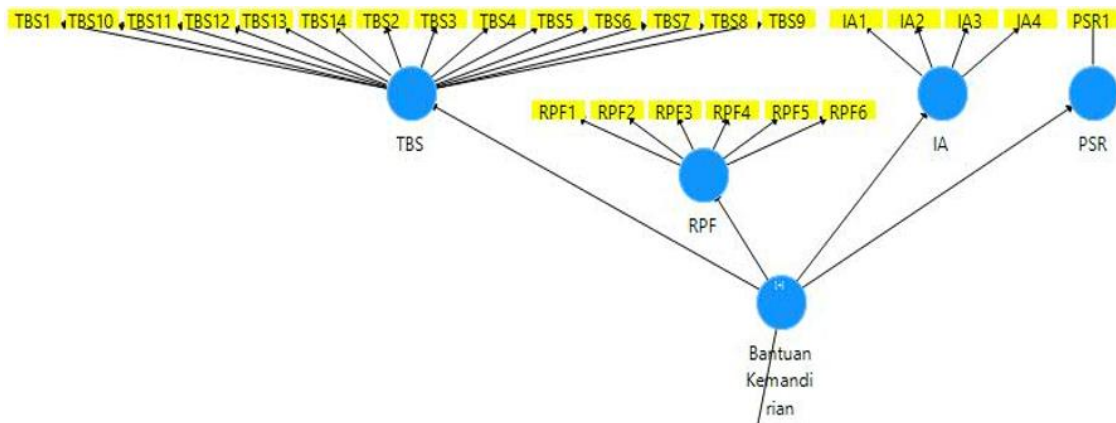 TBS1 TBS10 TBS11 TBS12 TBS13 TBS14 TBS2 TBS3 TBS4 TBS5 TBS6 TBS7 TBS8 TBS9 IA1 IA2 IA3 IA4 PSR1
RPF1 RPF2 RPF3 RPF4 RPF5 RPF6
TBS IA PSR
RPF
[+]
Bantuan
Kemandi
rian